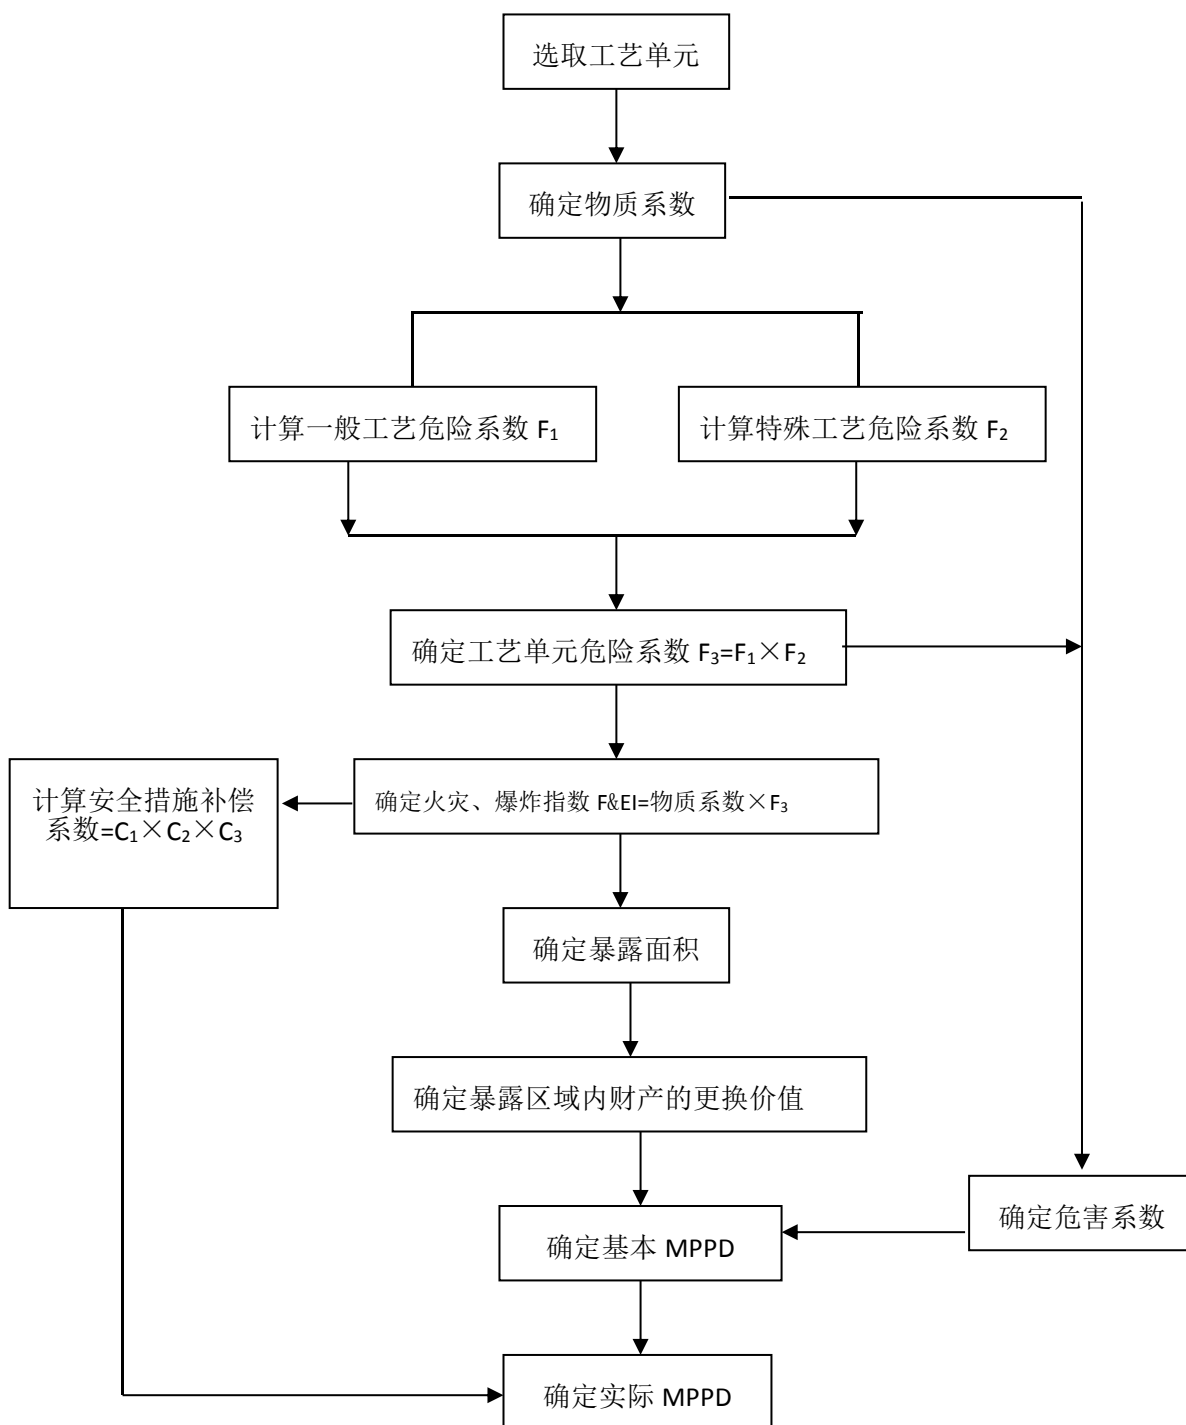 选取工艺单元
确定物质系数
计算一般工艺危险系数 F₁
计算特殊工艺危险系数 F₂
确定工艺单元危险系数 F₃=F₁×F₂
计算安全措施补偿
系数=C₁×C₂×C₃
确定火灾、爆炸指数 F&EI=物质系数×F₃
确定暴露面积
确定暴露区域内财产的更换价值
确定危害系数
确定基本 MPPD
确定实际 MPPD